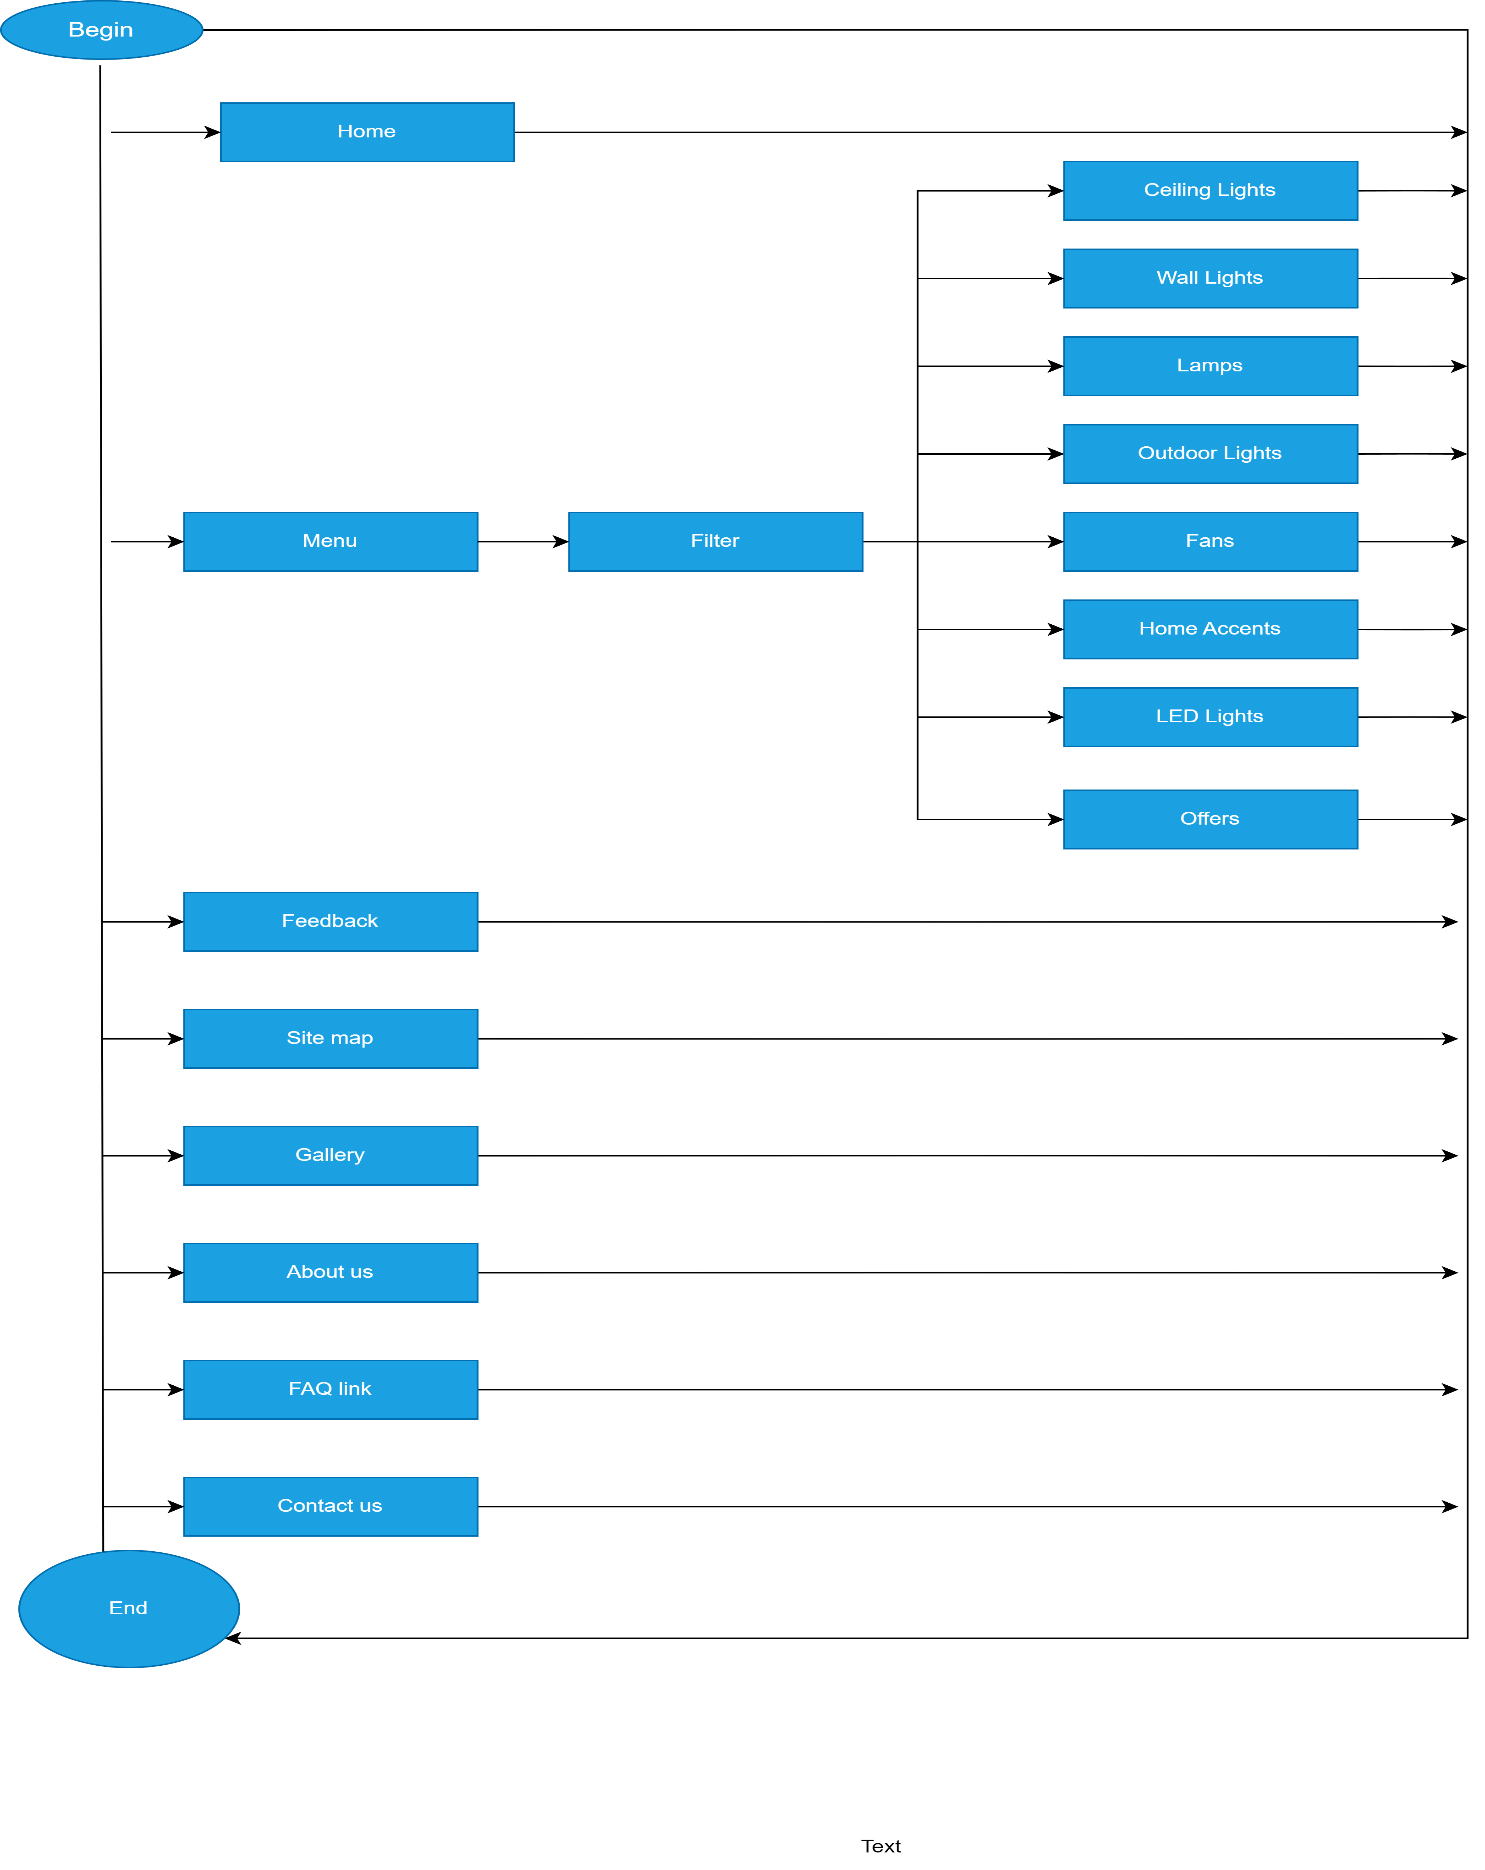 Begin
Home
Ceiling Lights
Wall Lights
Lamps
Outdoor Lights
Menu
Filter
Fans
Home Accents
LED Lights
Offers
Feedback
Site map
Gallery
About us
FAQ link
Contact us
End
Text